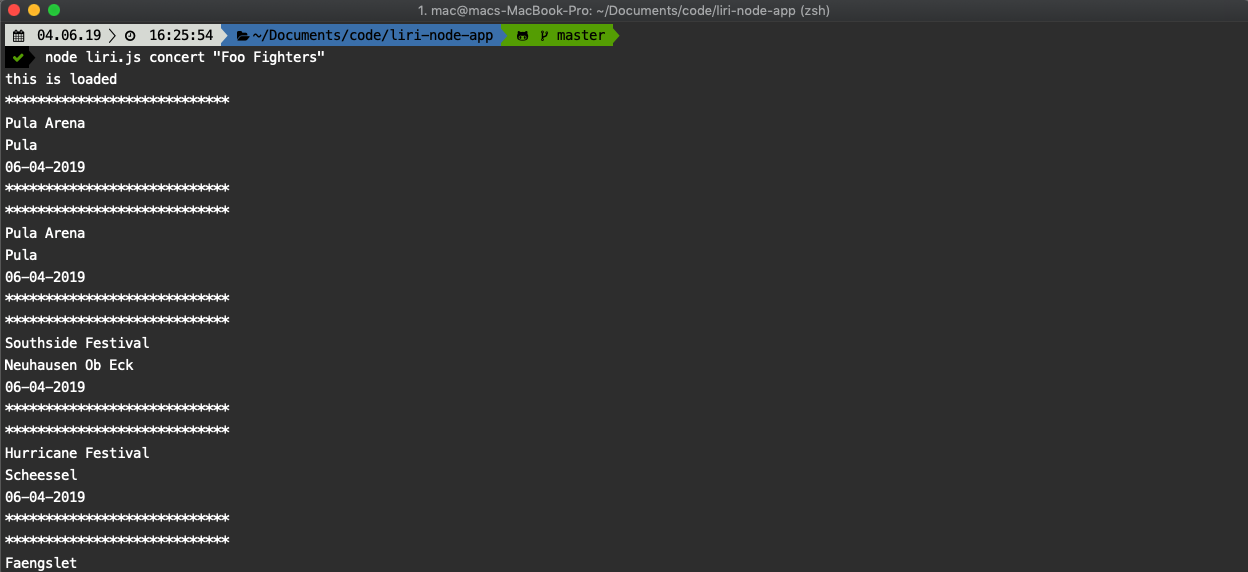 1. mac@macs-MacBook-Pro: ~/Documents/code/liri-node-app (zsh)
04.06.19 16:25:54 ~/Documents/code/liri-node-app master
node liri.js concert "Foo Fighters"
this is loaded
****************************
Pula Arena
Pula
06-04-2019
****************************
****************************
Pula Arena
Pula
06-04-2019
****************************
****************************
Southside Festival
Neuhausen Ob Eck
06-04-2019
****************************
****************************
Hurricane Festival
Scheessel
06-04-2019
****************************
****************************
Faengslet